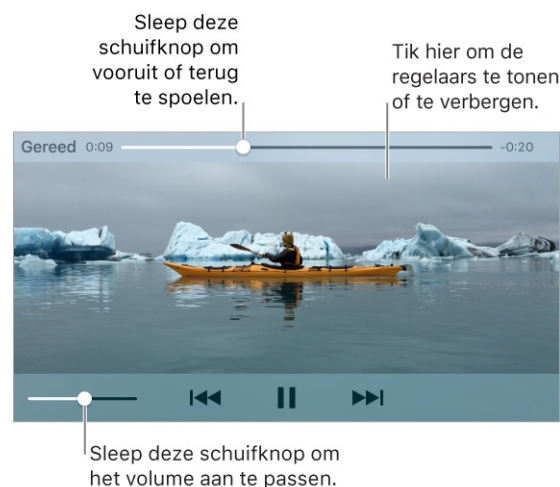 Sleep deze
schuifknop om
vooruit of terug
te spoelen.
Tik hier om de
regelaars te tonen
of te verbergen.
Gereed 0:09 -0:20
Sleep deze schuifknop om
het volume aan te passen.